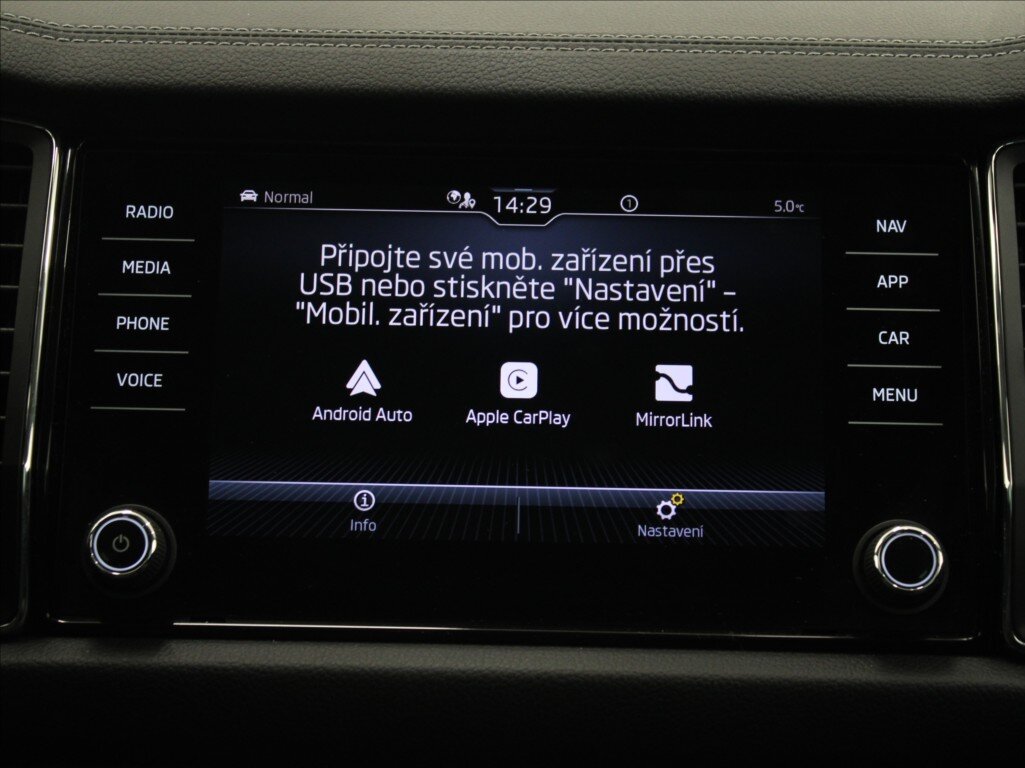 Normal 14:29 1 5.0°C
RADIO
MEDIA
PHONE
VOICE
Připojte své mob. zařízení přes
USB nebo stiskněte "Nastavení" –
"Mobil. zařízení" pro více možností.
Android Auto Apple CarPlay MirrorLink
Info Nastavení
NAV
APP
CAR
MENU